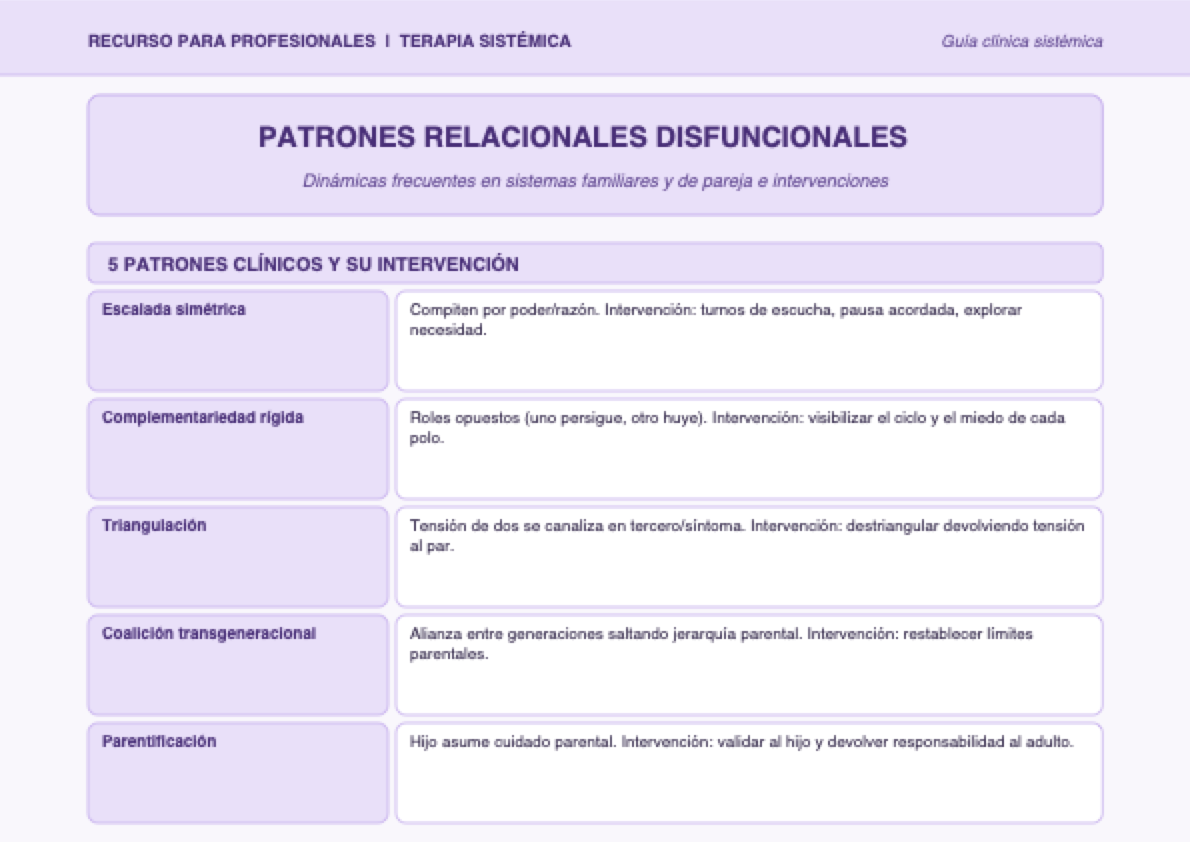 RECURSO PARA PROFESIONALES | TERAPIA SISTÉMICA
Guía clínica sistémica
PATRONES RELACIONALES DISFUNCIONALES
Dinámicas frecuentes en sistemas familiares y de pareja e intervenciones
5 PATRONES CLÍNICOS Y SU INTERVENCIÓN
Escalada simétrica
Compiten por poder/razón. Intervención: turnos de escucha, pausa acordada, explorar
necesidad.
Complementariedad rígida
Roles opuestos (uno persigue, otro huye). Intervención: visibilizar el ciclo y el miedo de cada
polo.
Triangulación
Tensión de dos se canaliza en tercero/síntoma. Intervención: destriangular devolviendo tensión
al par.
Coalición transgeneracional
Alianza entre generaciones saltando jerarquía parental. Intervención: restablecer límites
parentales.
Parentificación
Hijo asume cuidado parental. Intervención: validar al hijo y devolver responsabilidad al adulto.